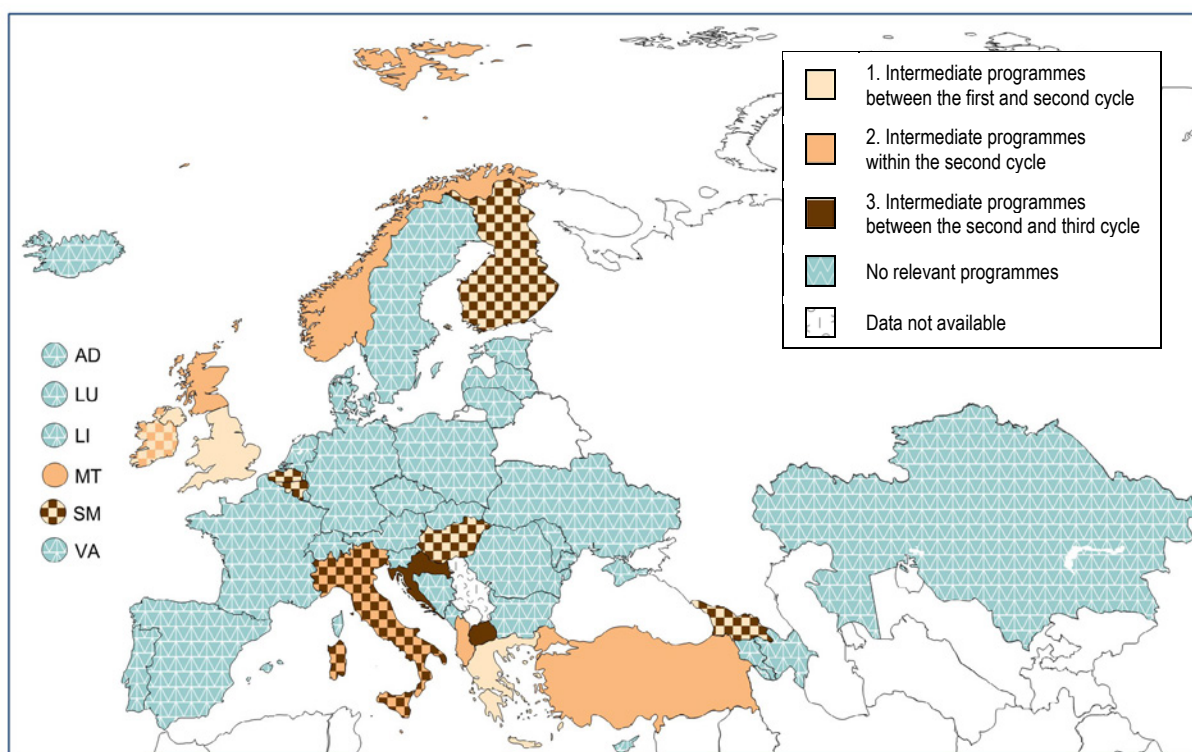 1. Intermediate programmes
between the first and second cycle
2. Intermediate programmes
within the second cycle
3. Intermediate programmes
between the second and third cycle
No relevant programmes
Data not available
AD
LU
LI
MT
SM
VA